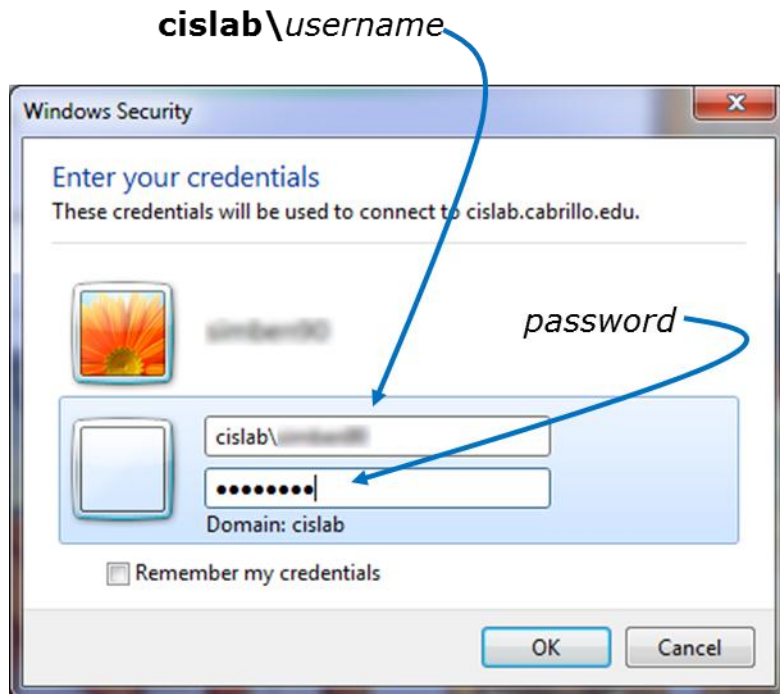 cislab\username
Windows Security
Enter your credentials
These credentials will be used to connect to cislab.cabrillo.edu.
password
cislab\
●●●●●●●●
Domain: cislab
Remember my credentials
OK
Cancel